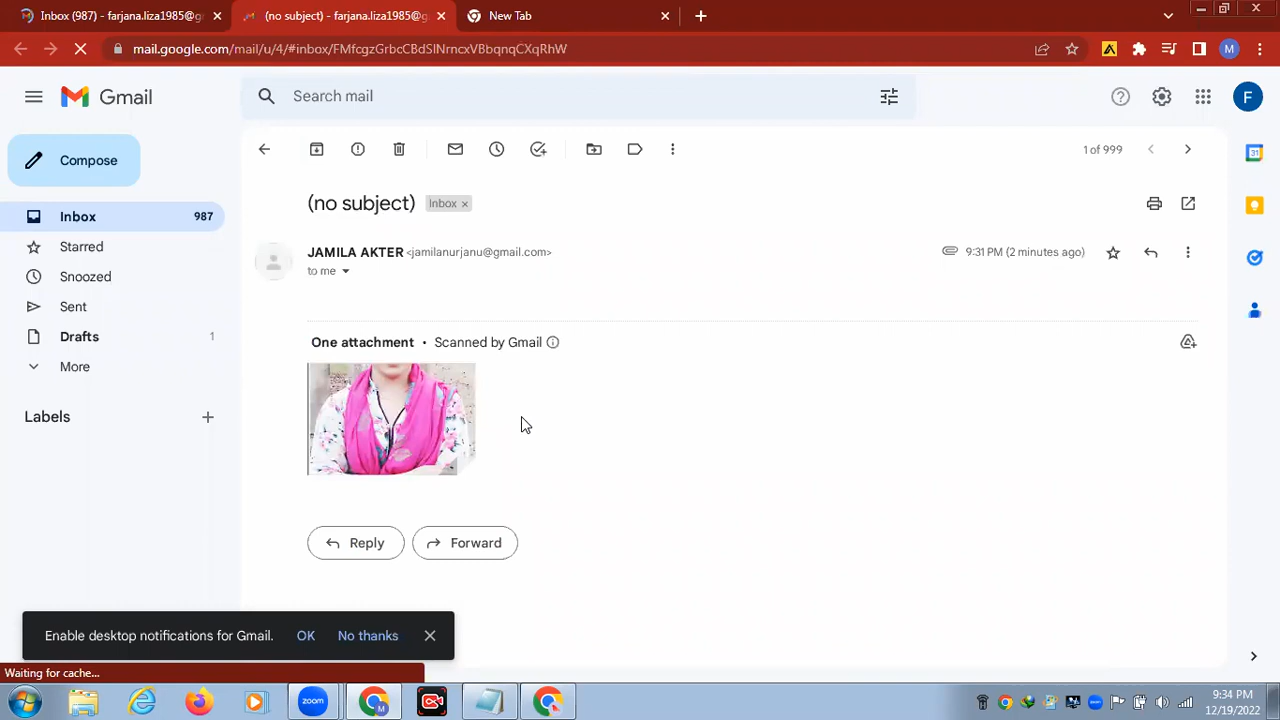 Inbox (987) - farjana.liza1985@g
(no subject) - farjana.liza1985@g
New Tab
mail.google.com/mail/u/4/#inbox/FMfcgzGrbcCBdSlNrncxVBbqnqCXqRhW
M
Gmail
Search mail
F
Compose
1 of 999
Inbox 987
Starred
Snoozed
Sent
Drafts 1
More
Labels
(no subject) Inbox x
JAMILA AKTER <jamilanurjanu@gmail.com>
9:31 PM (2 minutes ago)
to me
One attachment • Scanned by Gmail
Reply
Forward
Enable desktop notifications for Gmail. OK No thanks
Waiting for cache...
zoom
9:34 PM
12/19/2022